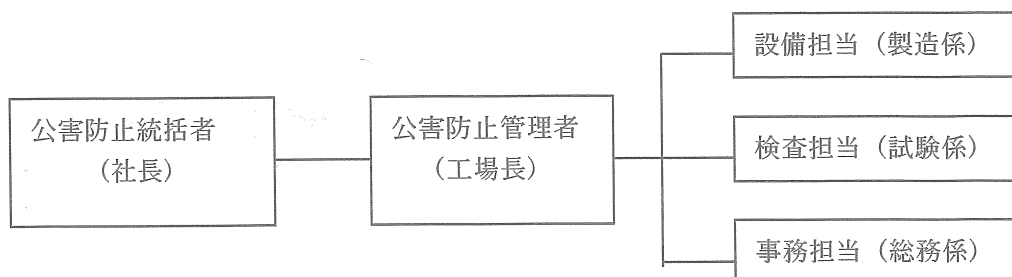 公害防止統括者
（社長）
公害防止管理者
（工場長）
設備担当（製造係）
検査担当（試験係）
事務担当（総務係）